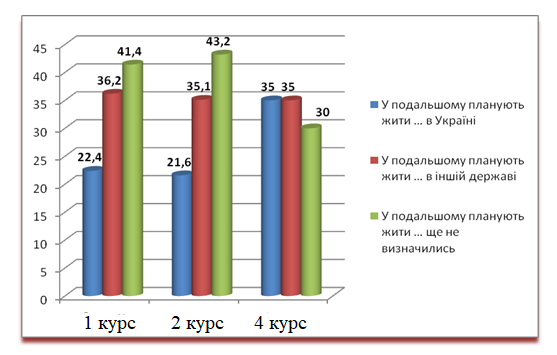 45
40
35
30
25
20
15
10
5
0
22,4
36,2
41,4
21,6
35,1
43,2
35
35
30
1 курс
2 курс
4 курс
У подальшому планують
жити ... в Україні
У подальшому планують
жити ... в іншій державі
У подальшому планують
жити ... ще не
визначились